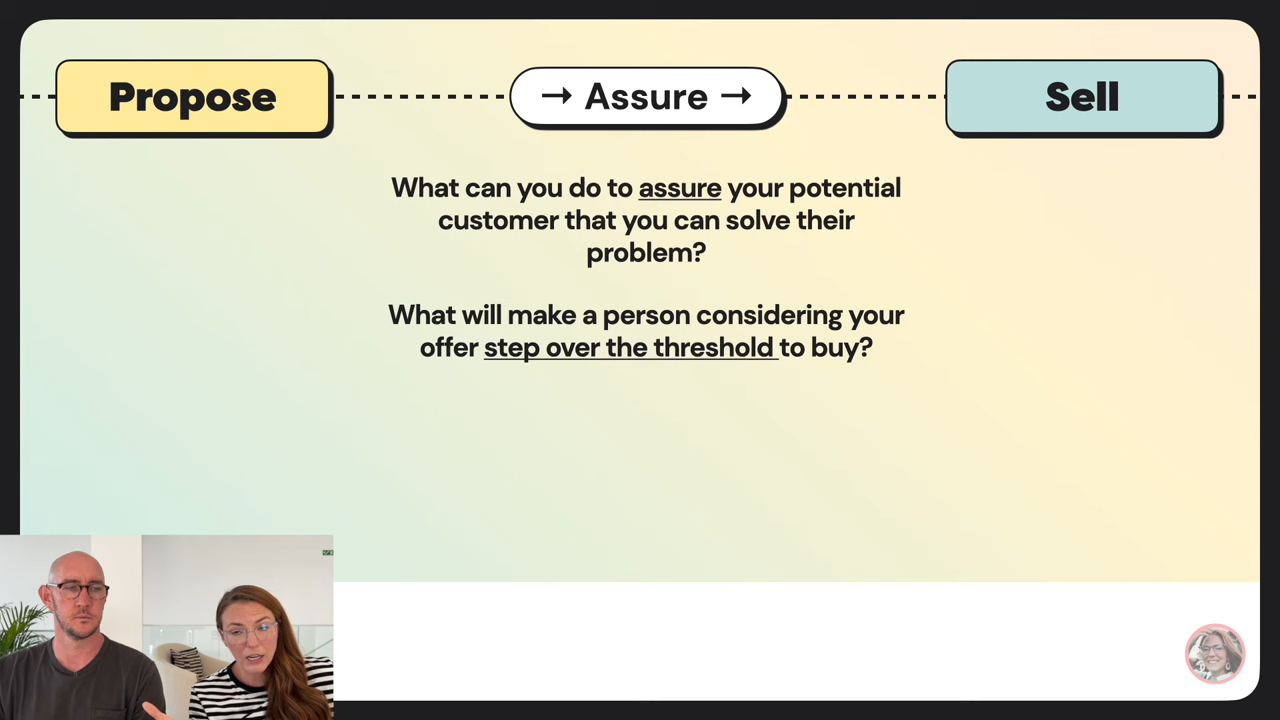 Propose
→ Assure →
Sell
What can you do to assure your potential
customer that you can solve their
problem?
What will make a person considering your
offer step over the threshold to buy?